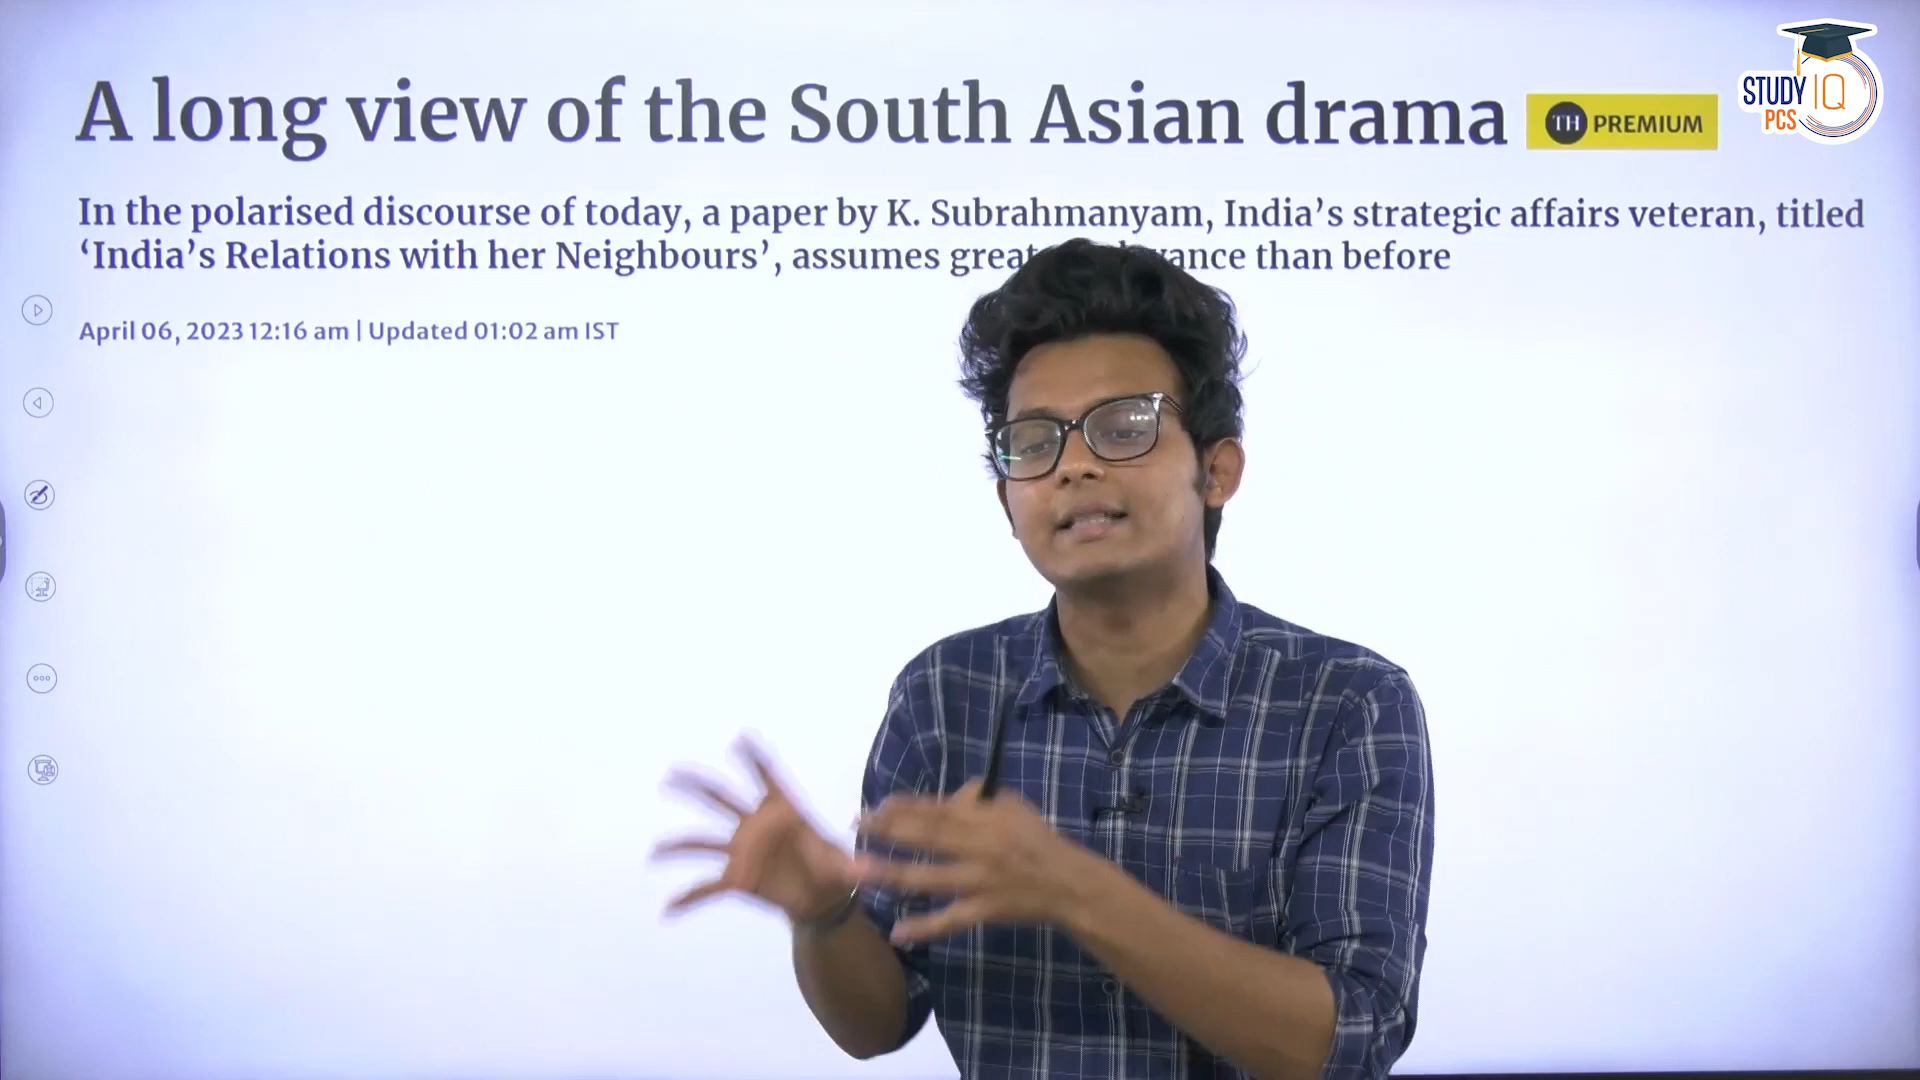 A long view of the South Asian drama TH PREMIUM
STUDY IQ
PCS
In the polarised discourse of today, a paper by K. Subrahmanyam, India’s strategic affairs veteran, titled
‘India’s Relations with her Neighbours’, assumes than before
April 06, 2023 12:16 am | Updated 01:02 am IST